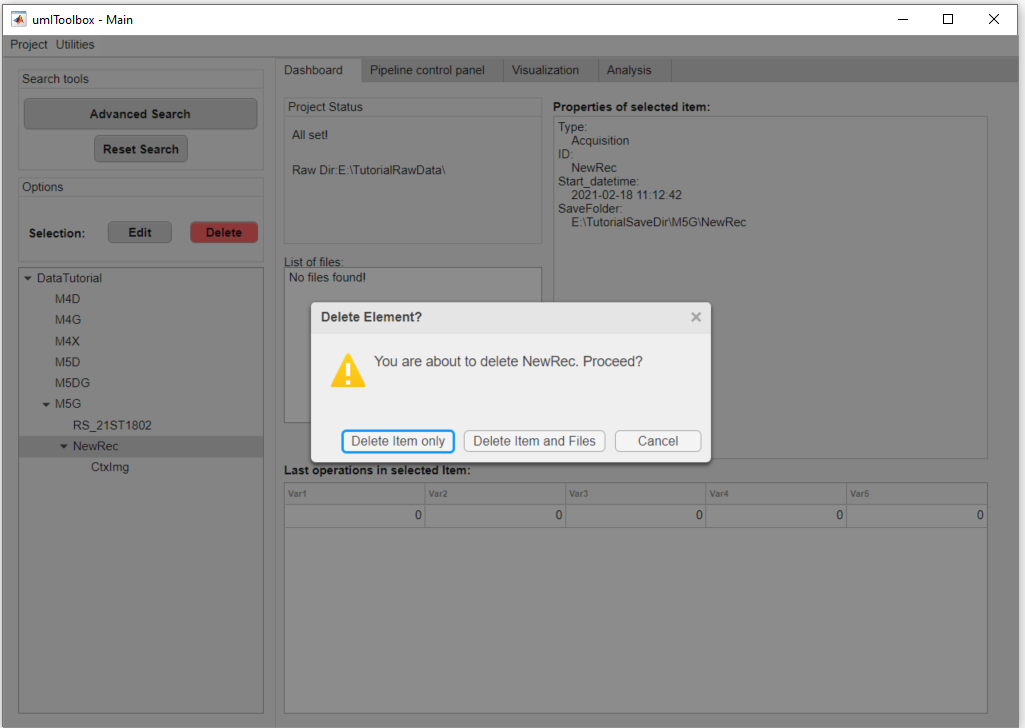 umIToolbox - Main
Project Utilities
Search tools
Advanced Search
Reset Search
Options
Selection:
Edit
Delete
DataTutorial
M4D
M4G
M4X
M5D
M5DG
M5G
RS_21ST1802
NewRec
CtxImg
Dashboard
Pipeline control panel
Visualization
Analysis
Project Status
All set!
Raw Dir:E:\TutorialRawData\
Properties of selected item:
Type:
Acquisition
ID:
NewRec
Start_datetime:
2021-02-18 11:12:42
SaveFolder:
E:\TutorialSaveDir\M5G\NewRec
List of files:
No files found!
Delete Element?
You are about to delete NewRec. Proceed?
Delete Item only
Delete Item and Files
Cancel
Last operations in selected Item:
Var1 Var2 Var3 Var4 Var5
0 0 0 0 0